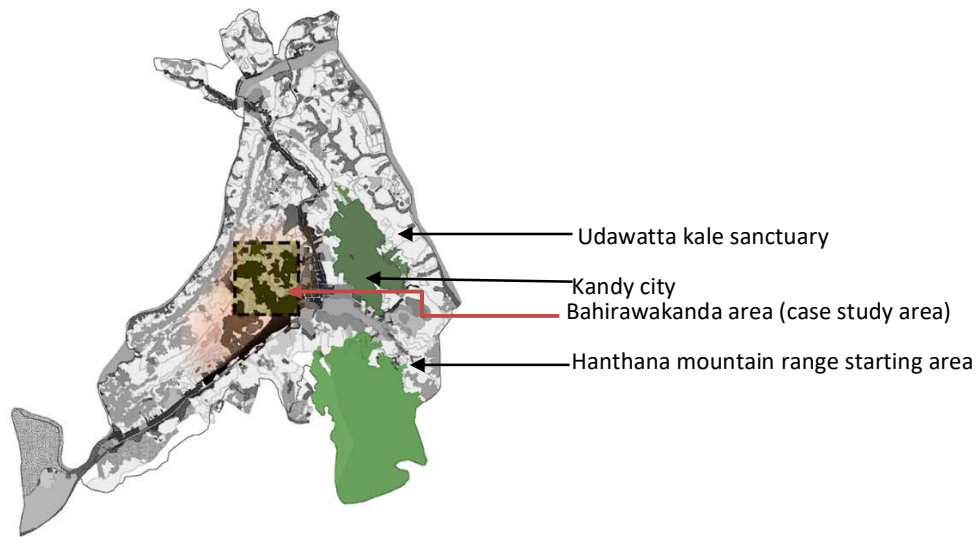 Udawatta kale sanctuary
Kandy city
Bahirawakanda area (case study area)
Hanthana mountain range starting area